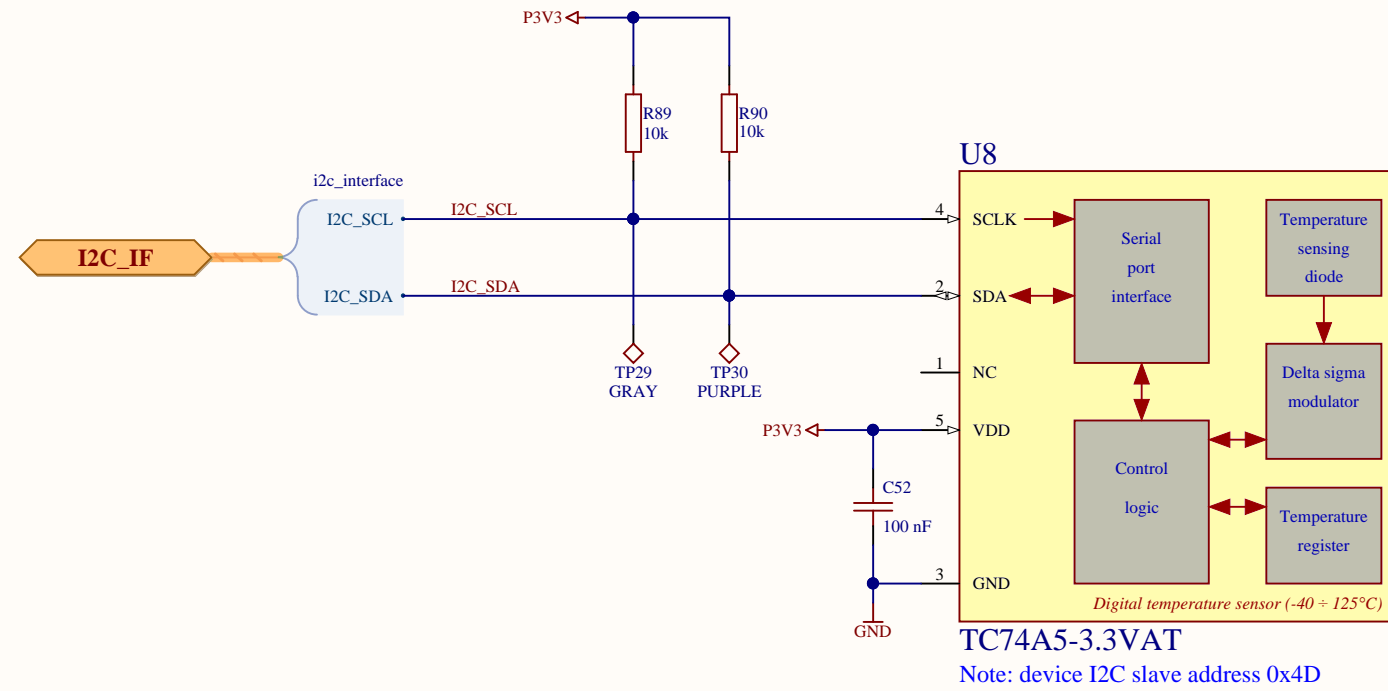 P3V3
R89
10k
R90
10k
U8
i2c_interface
I2C_IF
I2C_SCL
I2C_SCL
4
SCLK
I2C_SDA
I2C_SDA
2
SDA
Serial
port
interface
Temperature
sensing
diode
TP29
GRAY
TP30
PURPLE
1
NC
Delta sigma
modulator
P3V3
5
VDD
Control
logic
C52
100 nF
Temperature
register
3
GND
GND
Digital temperature sensor (-40 ÷ 125°C)
TC74A5-3.3VAT
Note: device I2C slave address 0x4D